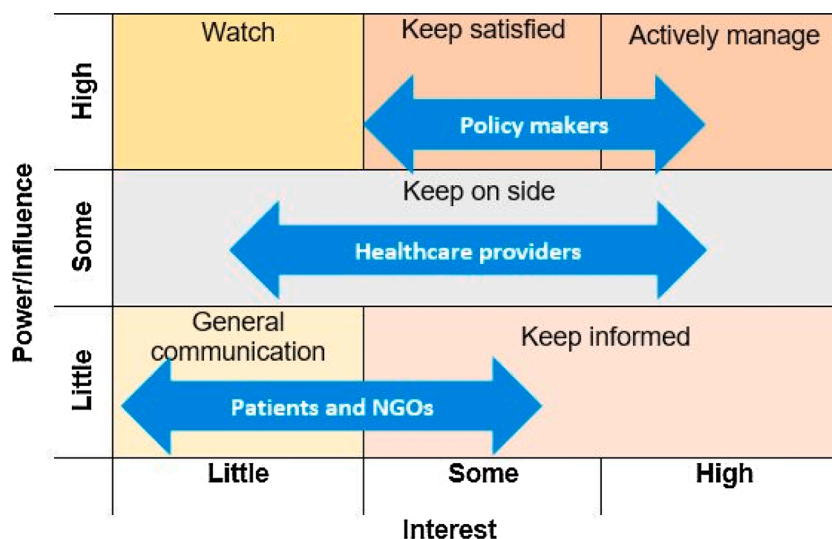 Watch
Keep satisfied
Actively manage
High
Policy makers
Keep on side
Some
Healthcare providers
Power/Influence
General
communication
Keep informed
Little
Patients and NGOs
Little
Some
High
Interest